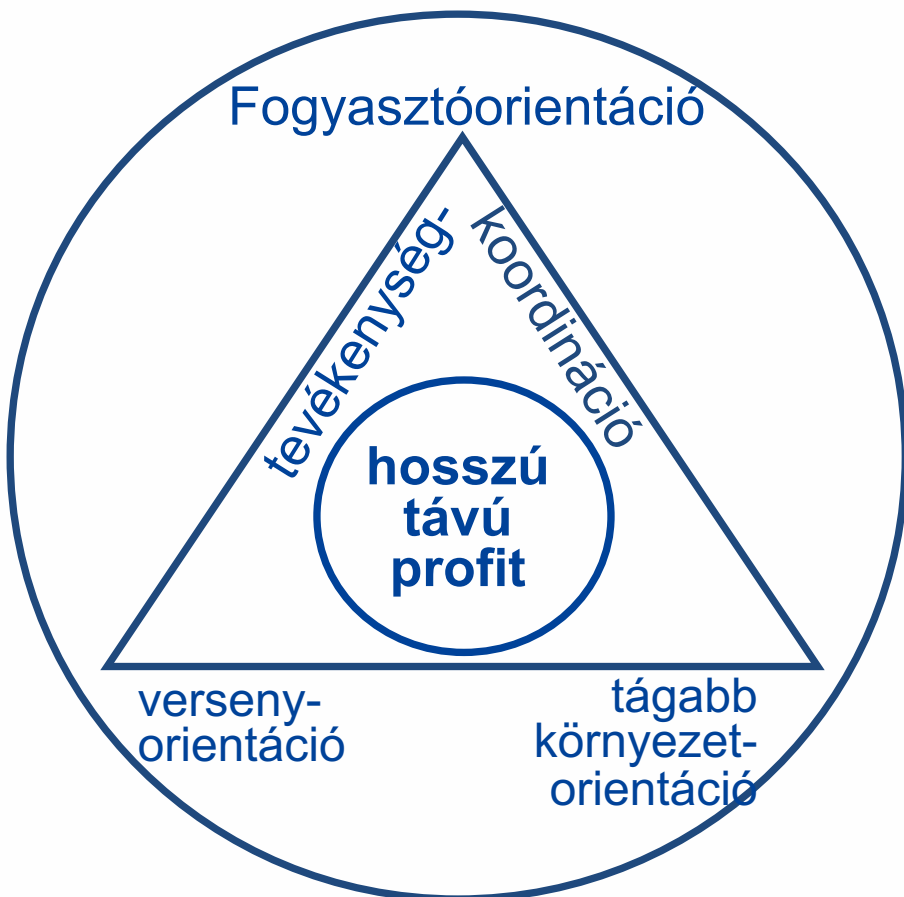 Fogyasztóorientáció
tevékenység-
koordináció
hosszú
távú
profit
verseny-
orientáció
tágabb
környezet-
orientáció